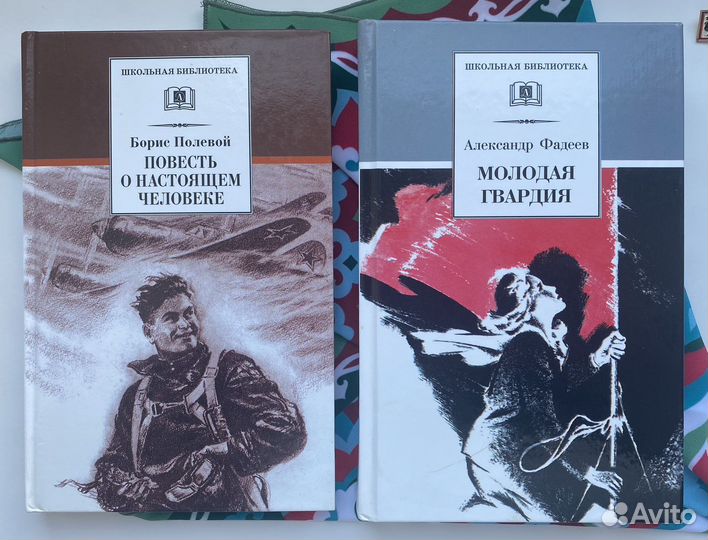 ШКОЛЬНАЯ БИБЛИОТЕКА
Борис Полевой
ПОВЕСТЬ
О НАСТОЯЩЕМ
ЧЕЛОВЕКЕ
ШКОЛЬНАЯ БИБЛИОТЕКА
Александр Фадеев
МОЛОДАЯ
ГВАРДИЯ
Avito